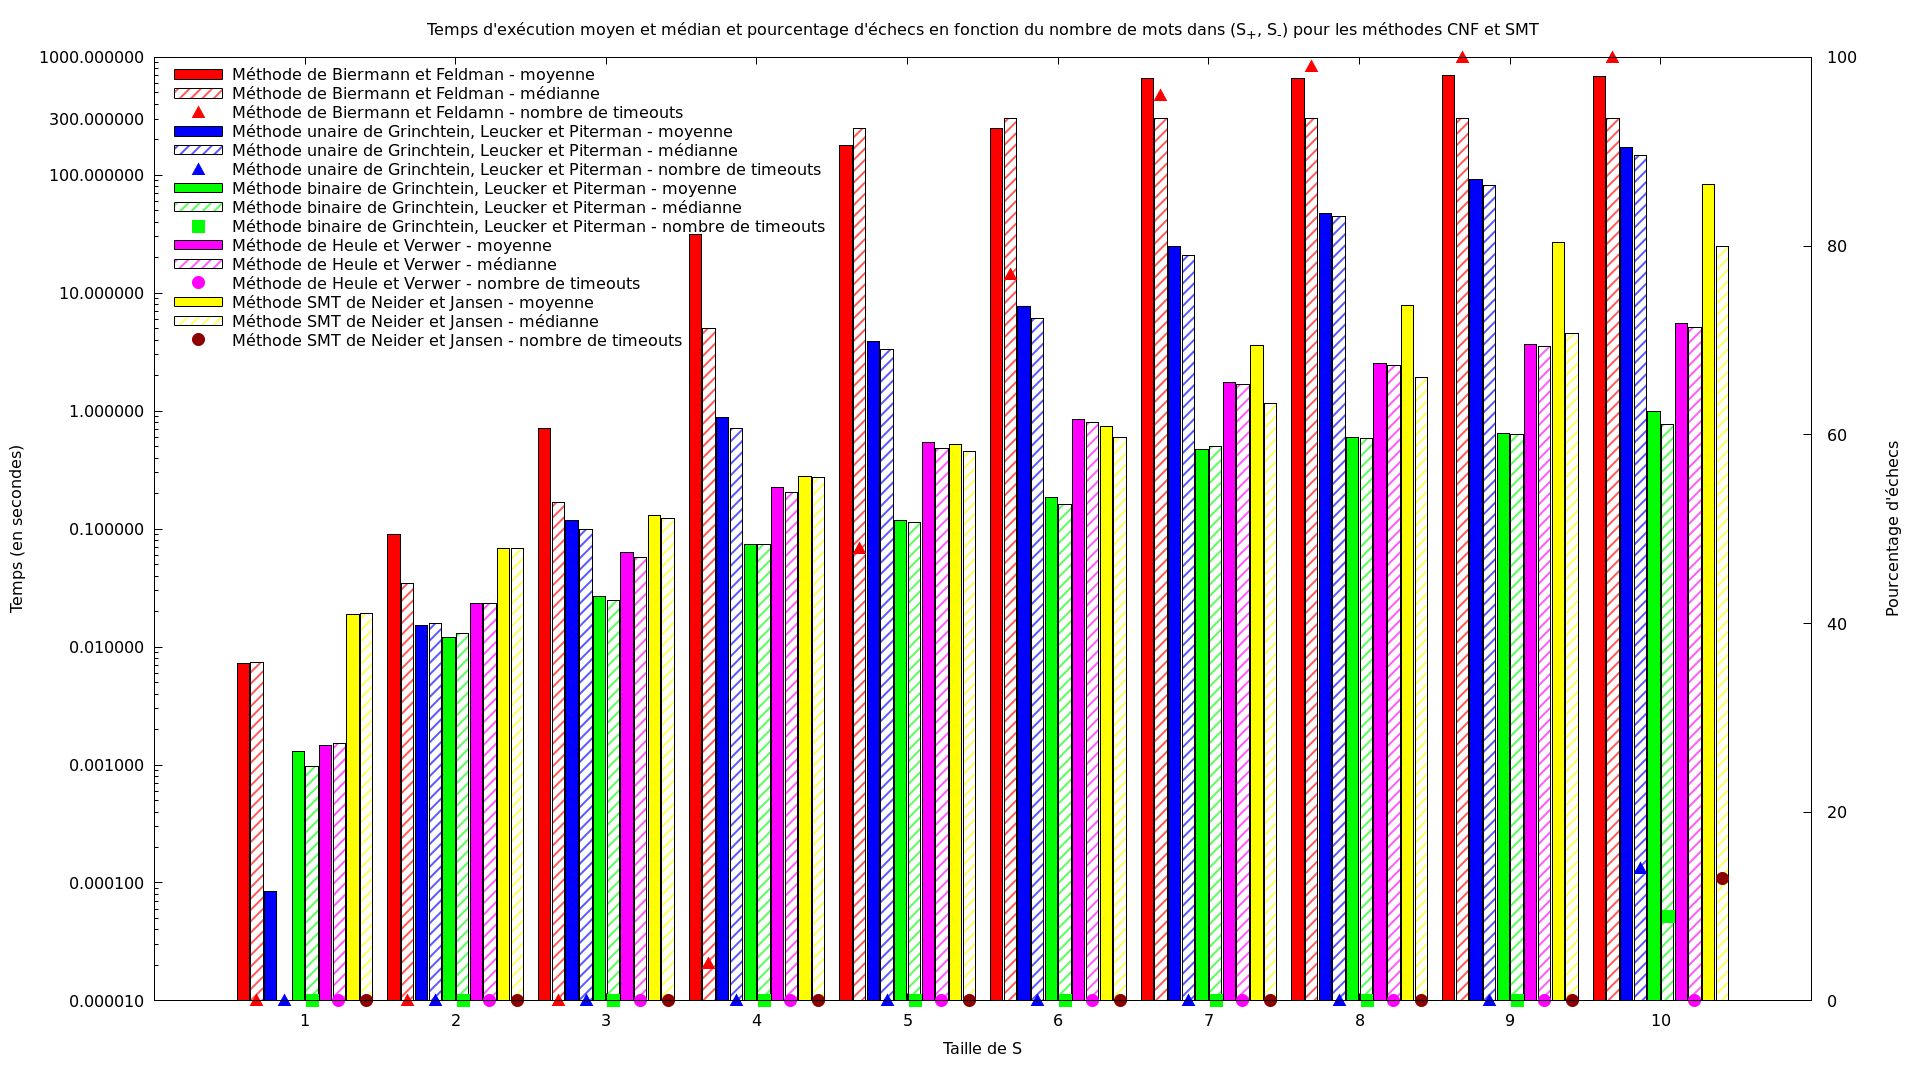 Temps d'exécution moyen et médian et pourcentage d'échecs en fonction du nombre de mots dans (S+, S-) pour les méthodes CNF et SMT
Méthode de Biermann et Feldman - moyenne
Méthode de Biermann et Feldman - médianne
Méthode de Biermann et Feldamn - nombre de timeouts
Méthode unaire de Grinchtein, Leucker et Piterman - moyenne
Méthode unaire de Grinchtein, Leucker et Piterman - médianne
Méthode unaire de Grinchtein, Leucker et Piterman - nombre de timeouts
Méthode binaire de Grinchtein, Leucker et Piterman - moyenne
Méthode binaire de Grinchtein, Leucker et Piterman - médianne
Méthode binaire de Grinchtein, Leucker et Piterman - nombre de timeouts
Méthode de Heule et Verwer - moyenne
Méthode de Heule et Verwer - médianne
Méthode de Heule et Verwer - nombre de timeouts
Méthode SMT de Neider et Jansen - moyenne
Méthode SMT de Neider et Jansen - médianne
Méthode SMT de Neider et Jansen - nombre de timeouts
Temps (en secondes)
1000.000000
300.000000
100.000000
10.000000
1.000000
0.100000
0.010000
0.001000
0.000100
0.000010
1 2 3 4 5 6 7 8 9 10
Taille de S
100
80
60
40
20
0
Pourcentage d'échecs